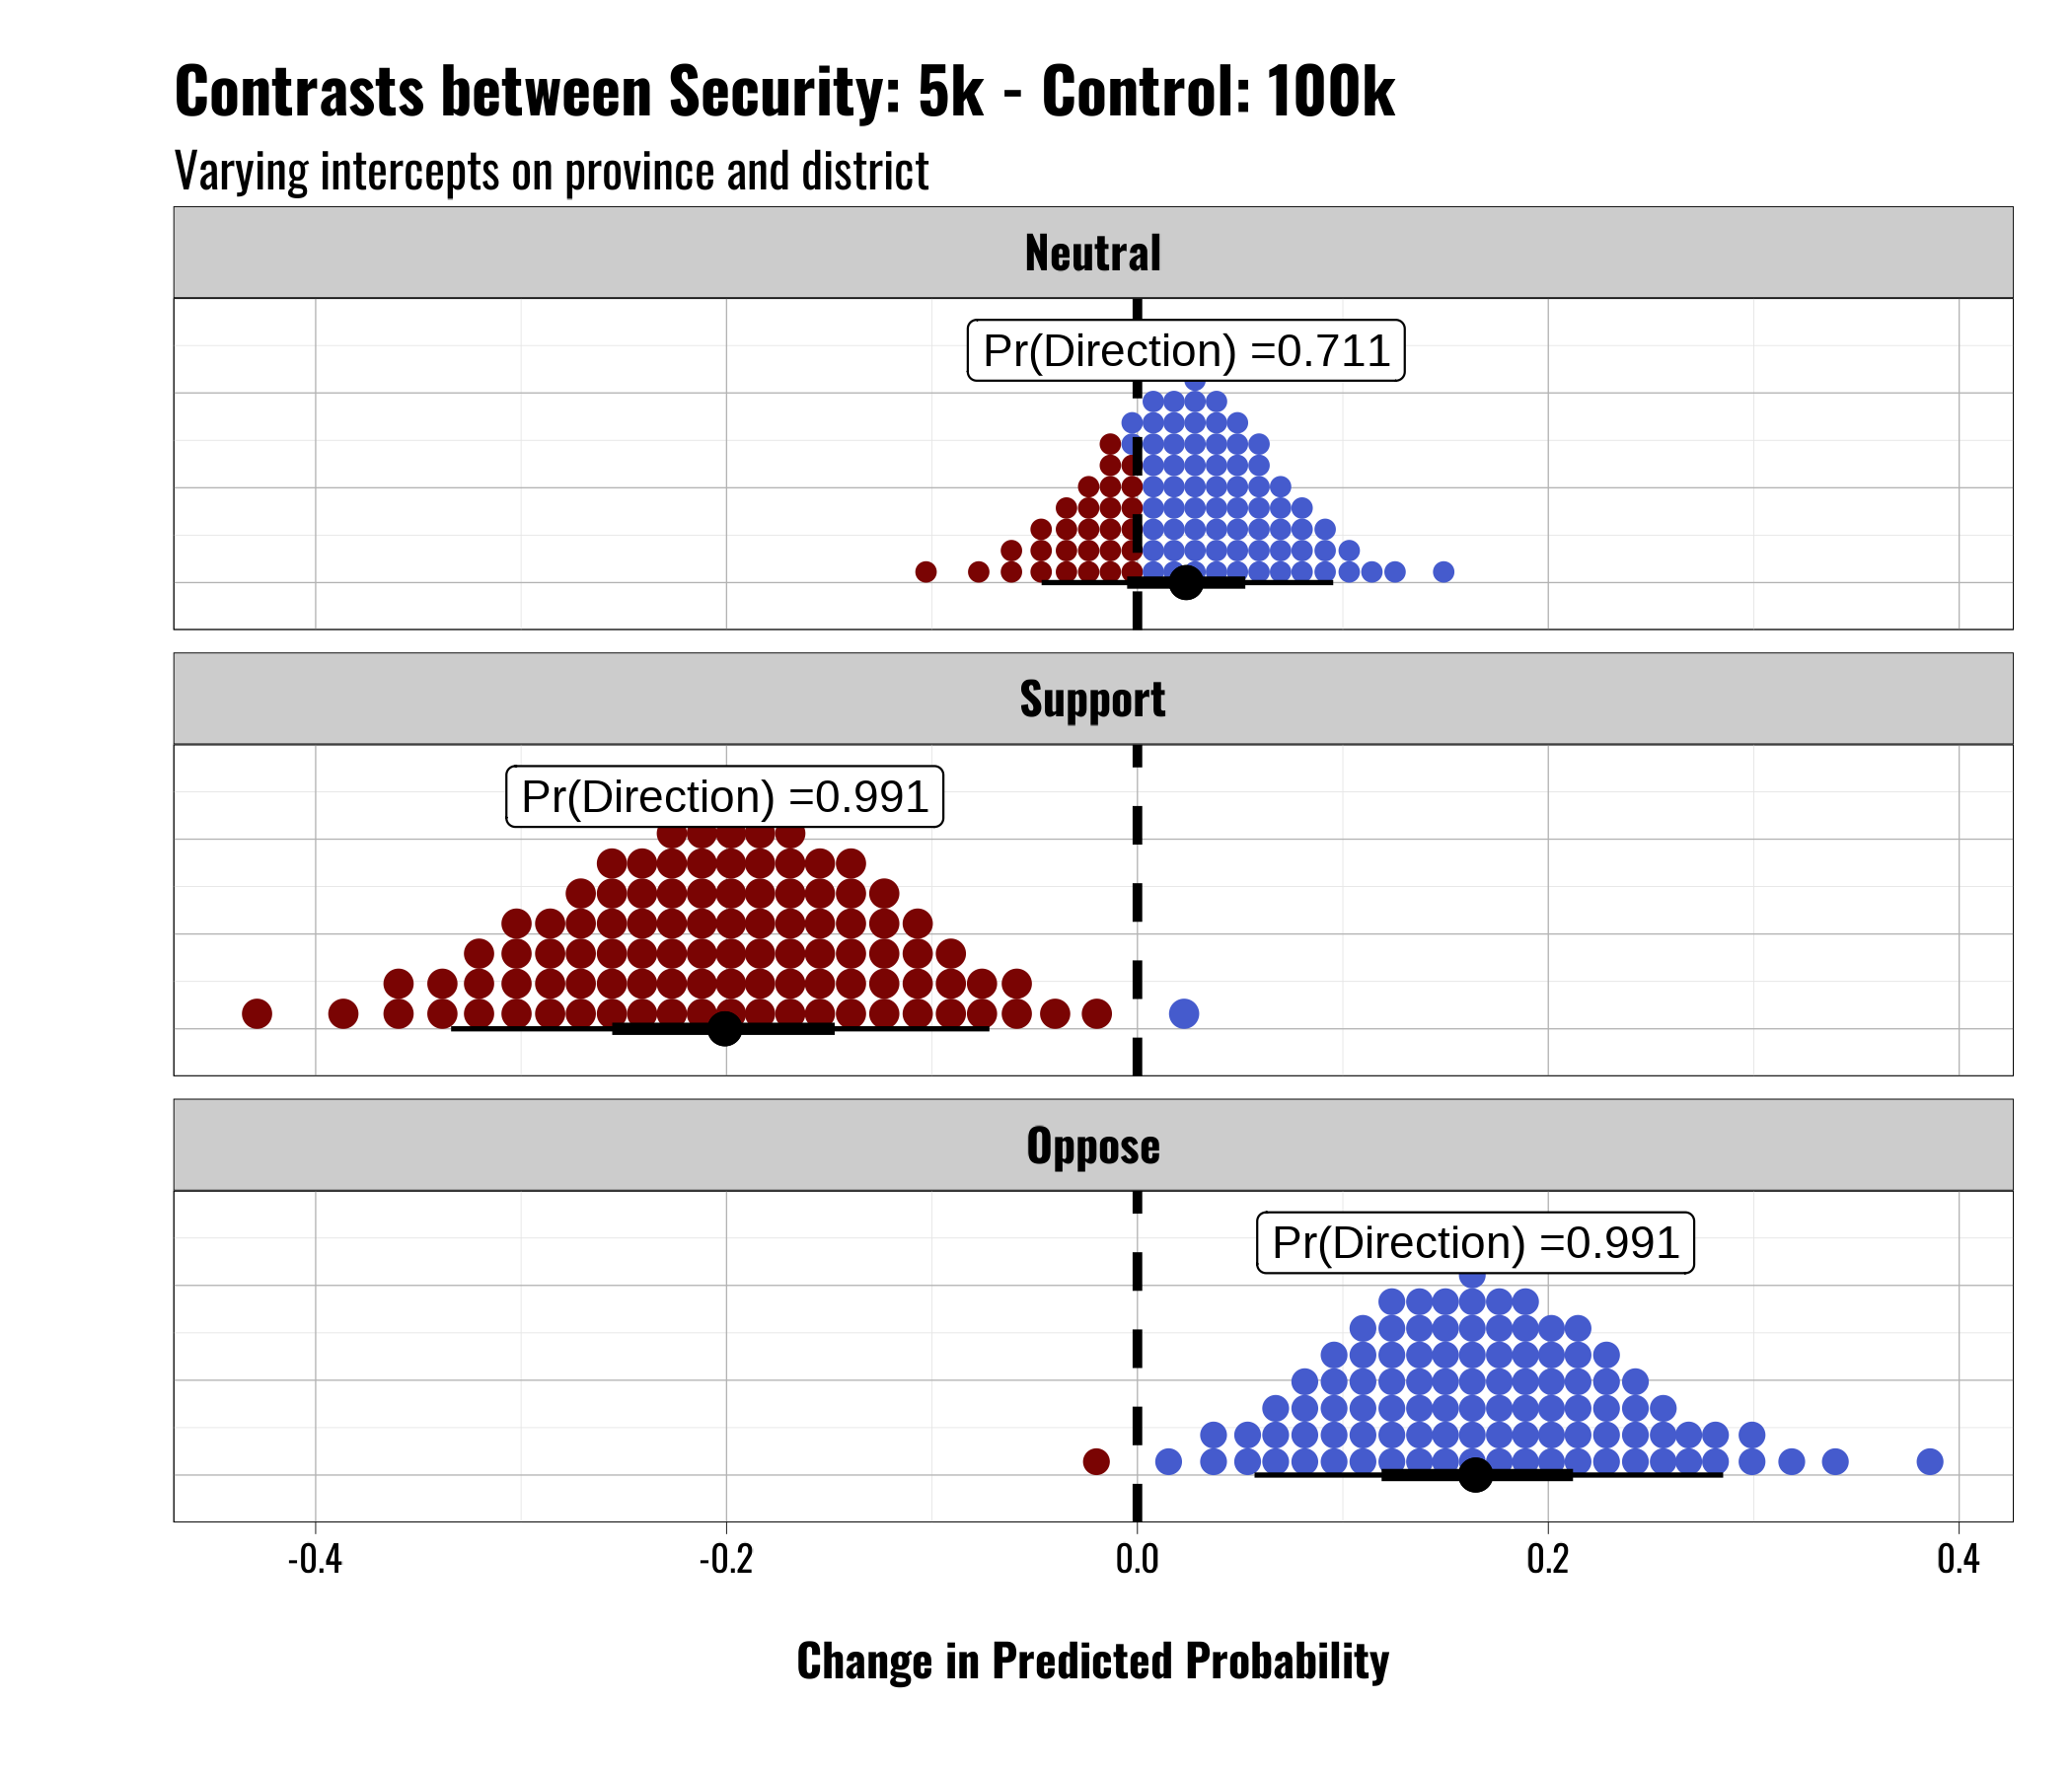 Contrasts between Security: 5k - Control: 100k
Varying intercepts on province and district
Neutral
Pr(Direction) =0.711
Support
Pr(Direction) =0.991
Oppose
Pr(Direction) =0.991
-0.4 -0.2 0.0 0.2 0.4
Change in Predicted Probability